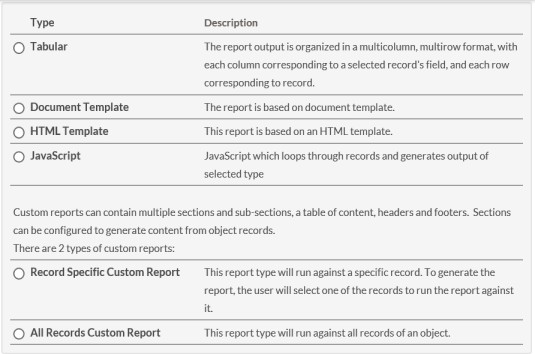 Type Description
Tabular The report output is organized in a multicolumn, multirow format, with
each column corresponding to a selected record's field, and each row
corresponding to record.
Document Template The report is based on document template.
HTML Template This report is based on an HTML template.
JavaScript JavaScript which loops through records and generates output of
selected type
Custom reports can contain multiple sections and sub-sections, a table of content, headers and footers. Sections
can be configured to generate content from object records.
There are 2 types of custom reports:
Record Specific Custom Report This report type will run against a specific record. To generate the
report, the user will select one of the records to run the report against
it.
All Records Custom Report This report type will run against all records of an object.